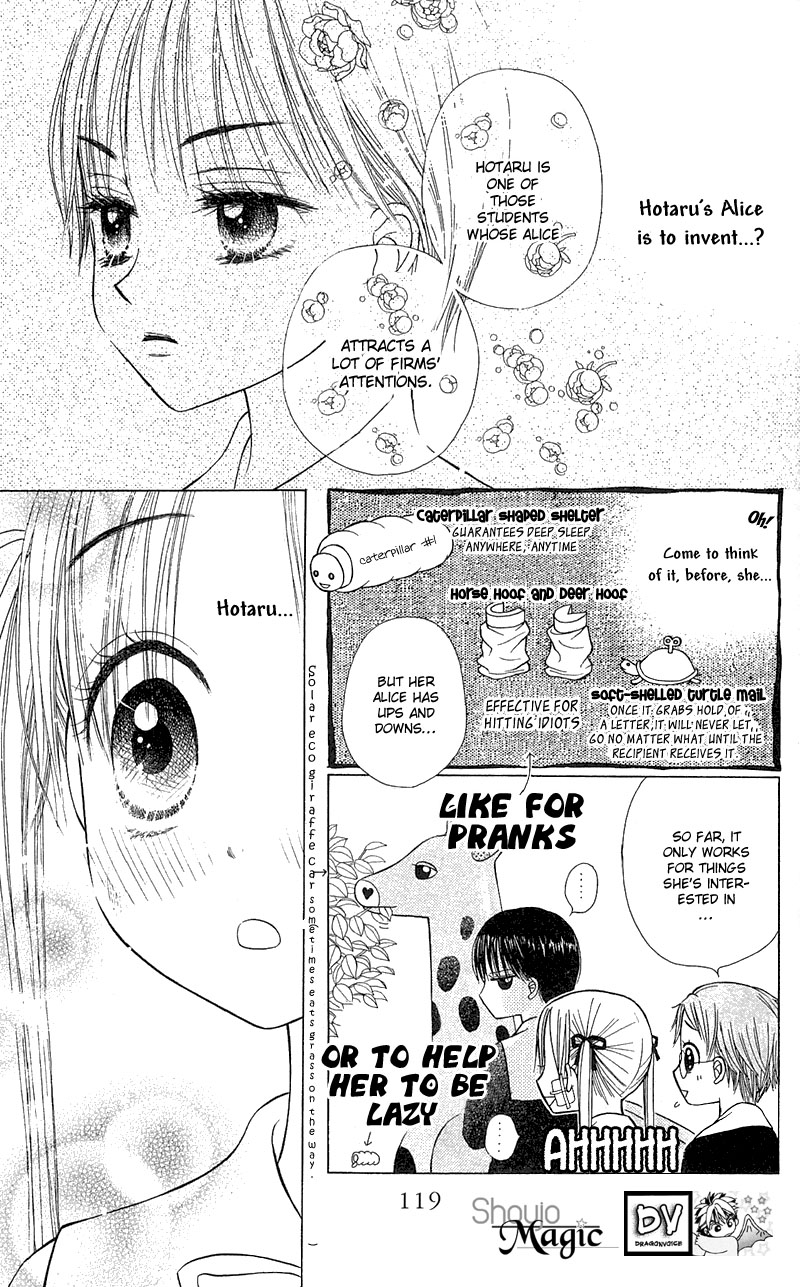 Hotaru's Alice
is to invent...?
HOTARU IS
ONE OF
THOSE
STUDENTS
WHOSE ALICE
ATTRACTS A
LOT OF FIRMS'
ATTENTIONS.
Oh!
Come to think
of it, before, she...
Caterpillar shaped shelter
GUARANTEES DEEP SLEEP
ANYWHERE, ANYTIME
caterpillar #1
Horse Hoof and Deer Hoof
EFFECTIVE FOR
HITTING IDIOTS
Soft-shelled turtle mail
ONCE IT GRABS HOLD OF
A LETTER, IT WILL NEVER LET
GO NO MATTER WHAT UNTIL THE
RECIPIENT RECEIVES IT.
BUT HER
ALICE HAS
UPS AND
DOWNS...
SO FAR, IT
ONLY WORKS
FOR THINGS
SHE'S INTER-
ESTED IN
...
LIKE FOR
PRANKS
......
OR TO HELP
HER TO BE
LAZY
......
AHHHHH
Solar eco giraffe car sometimes eats grass on the way.
Hotaru...
119
Shoujo
Magic
DV
DRAGONVOICE